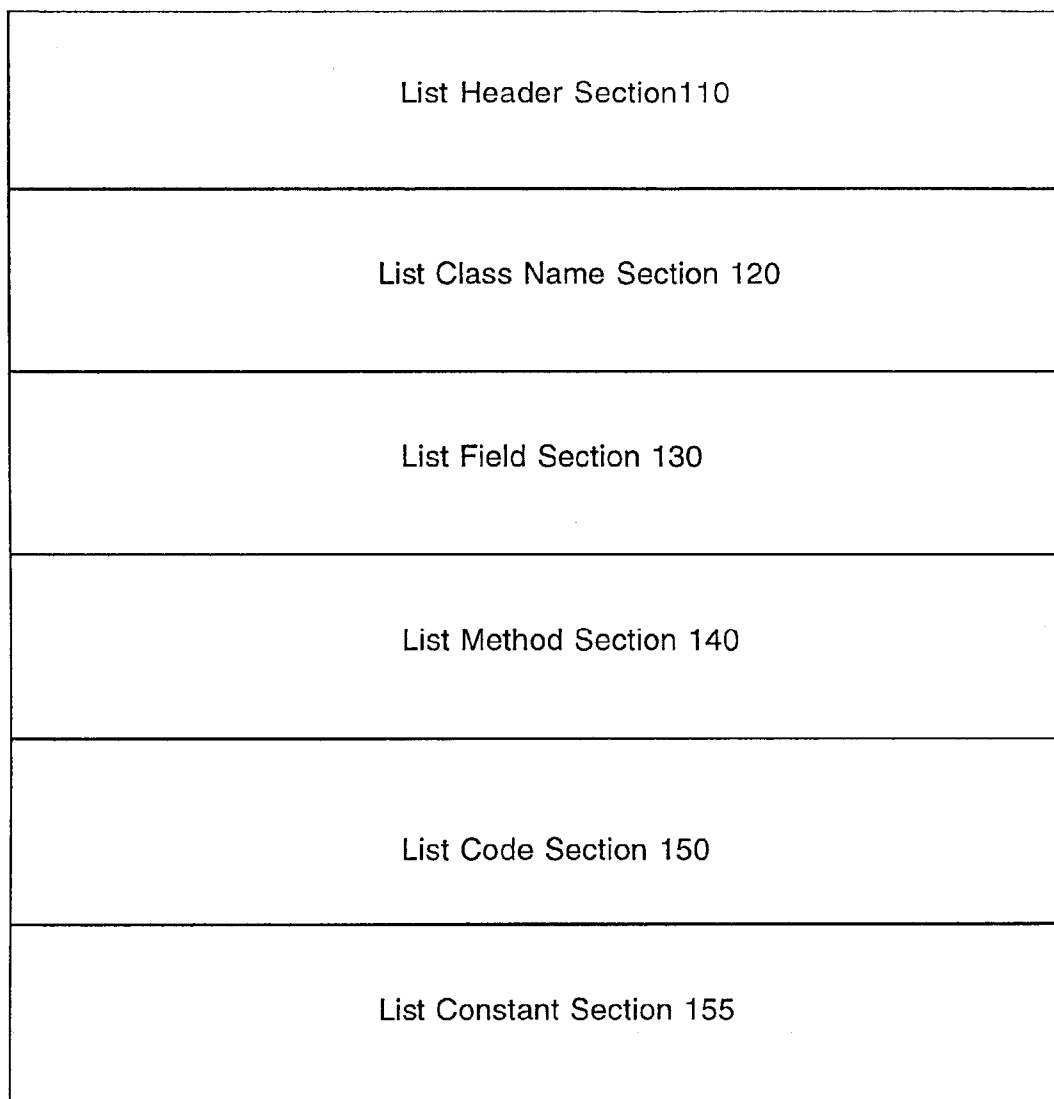 List Header Section110
List Class Name Section 120
List Field Section 130
List Method Section 140
List Code Section 150
List Constant Section 155